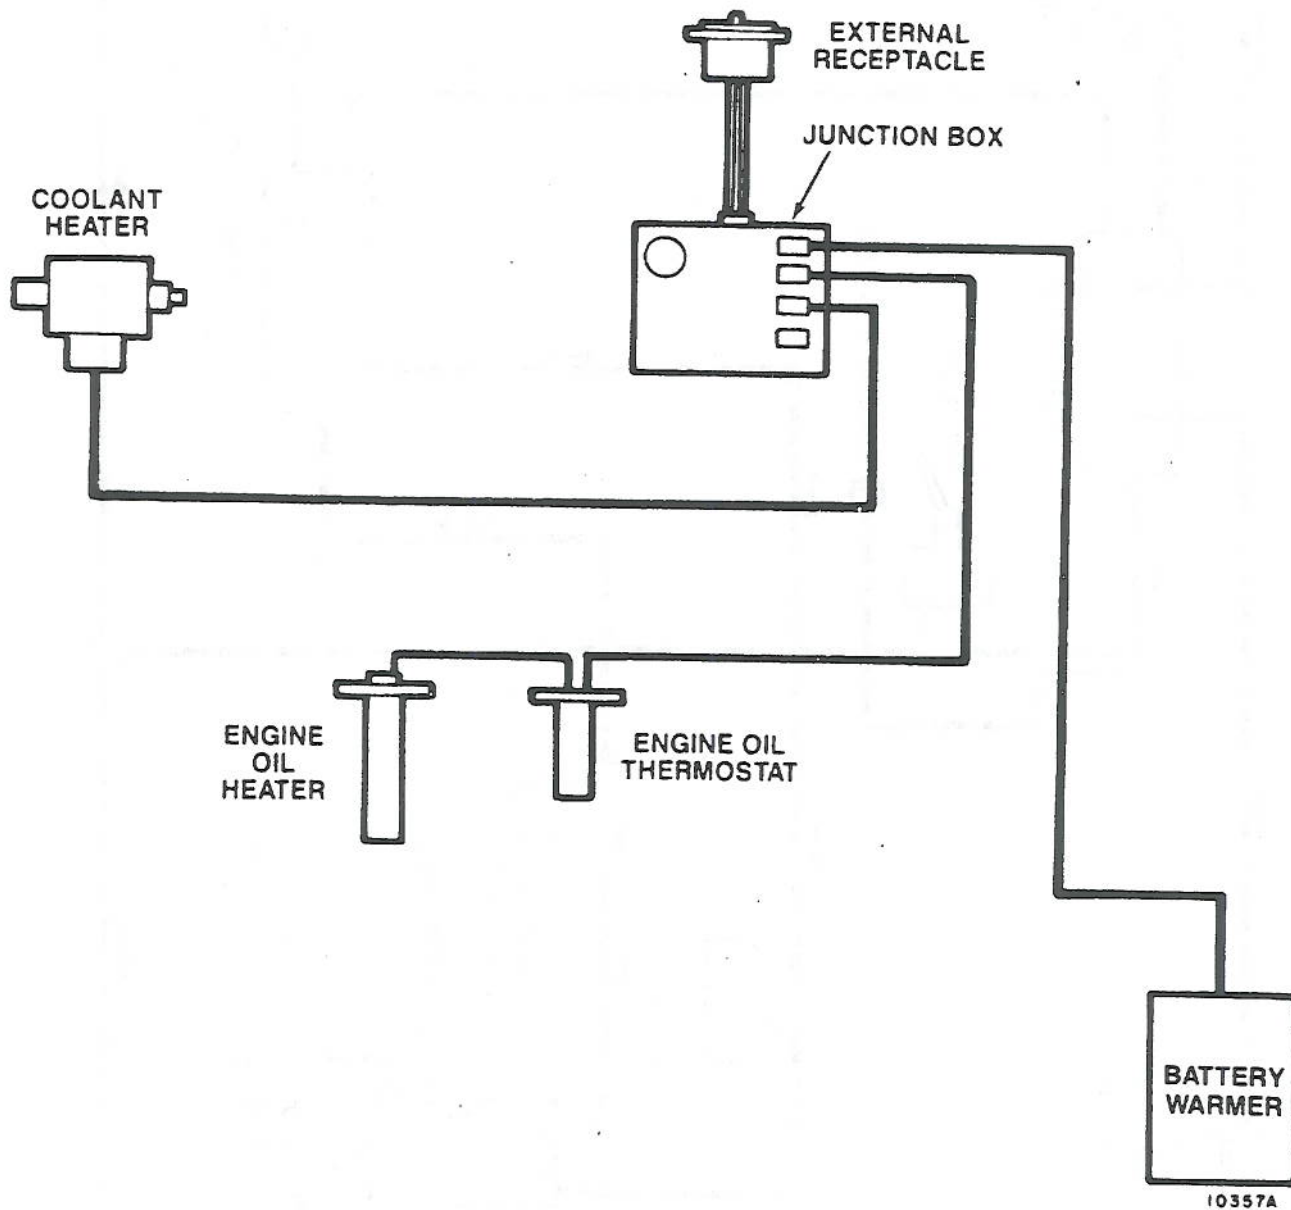 EXTERNAL
RECEPTACLE
JUNCTION BOX
COOLANT
HEATER
ENGINE
OIL
HEATER
ENGINE OIL
THERMOSTAT
BATTERY
WARMER
10357A